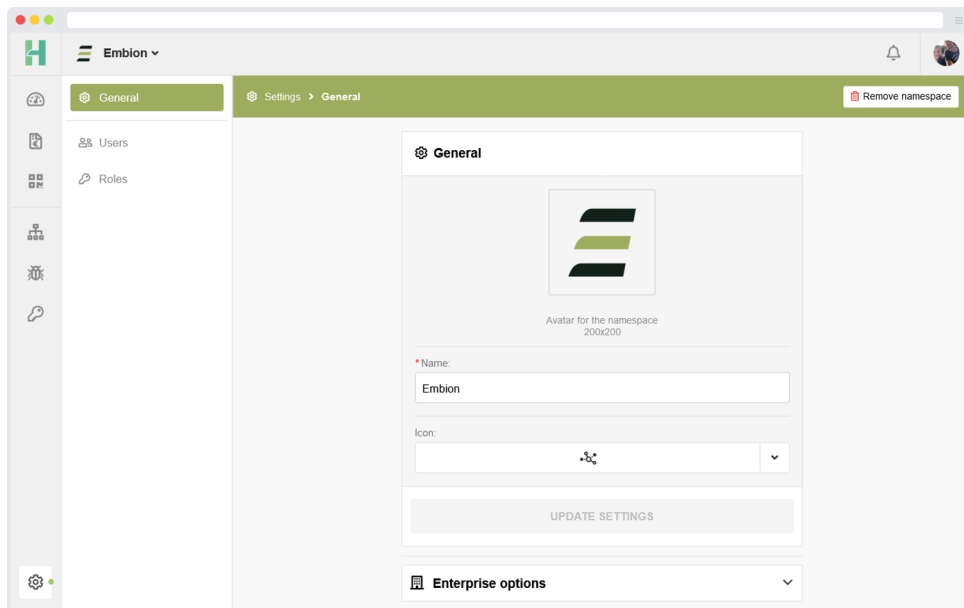 Embion
General
Settings > General
Remove namespace
Users
Roles
General
Avatar for the namespace
200x200
* Name:
Embion
Icon:
UPDATE SETTINGS
Enterprise options